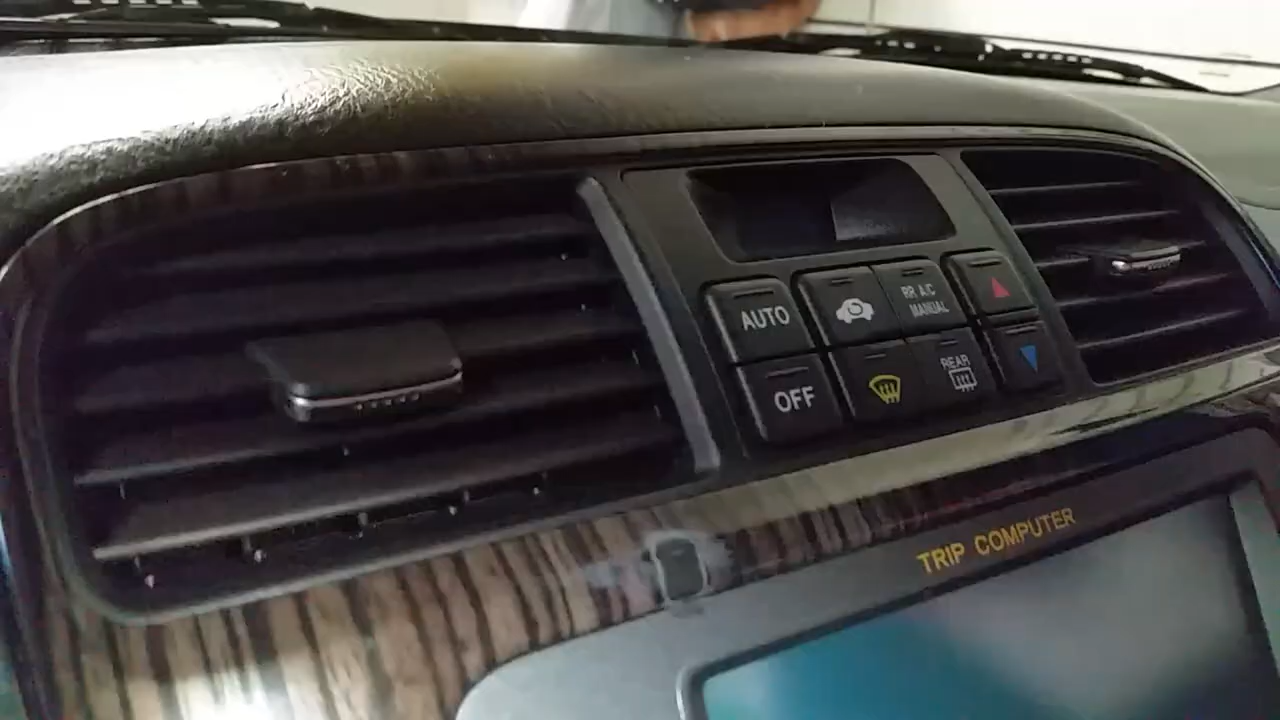 AUTO
RR A/C
MANUAL
OFF
REAR
TRIP COMPUTER